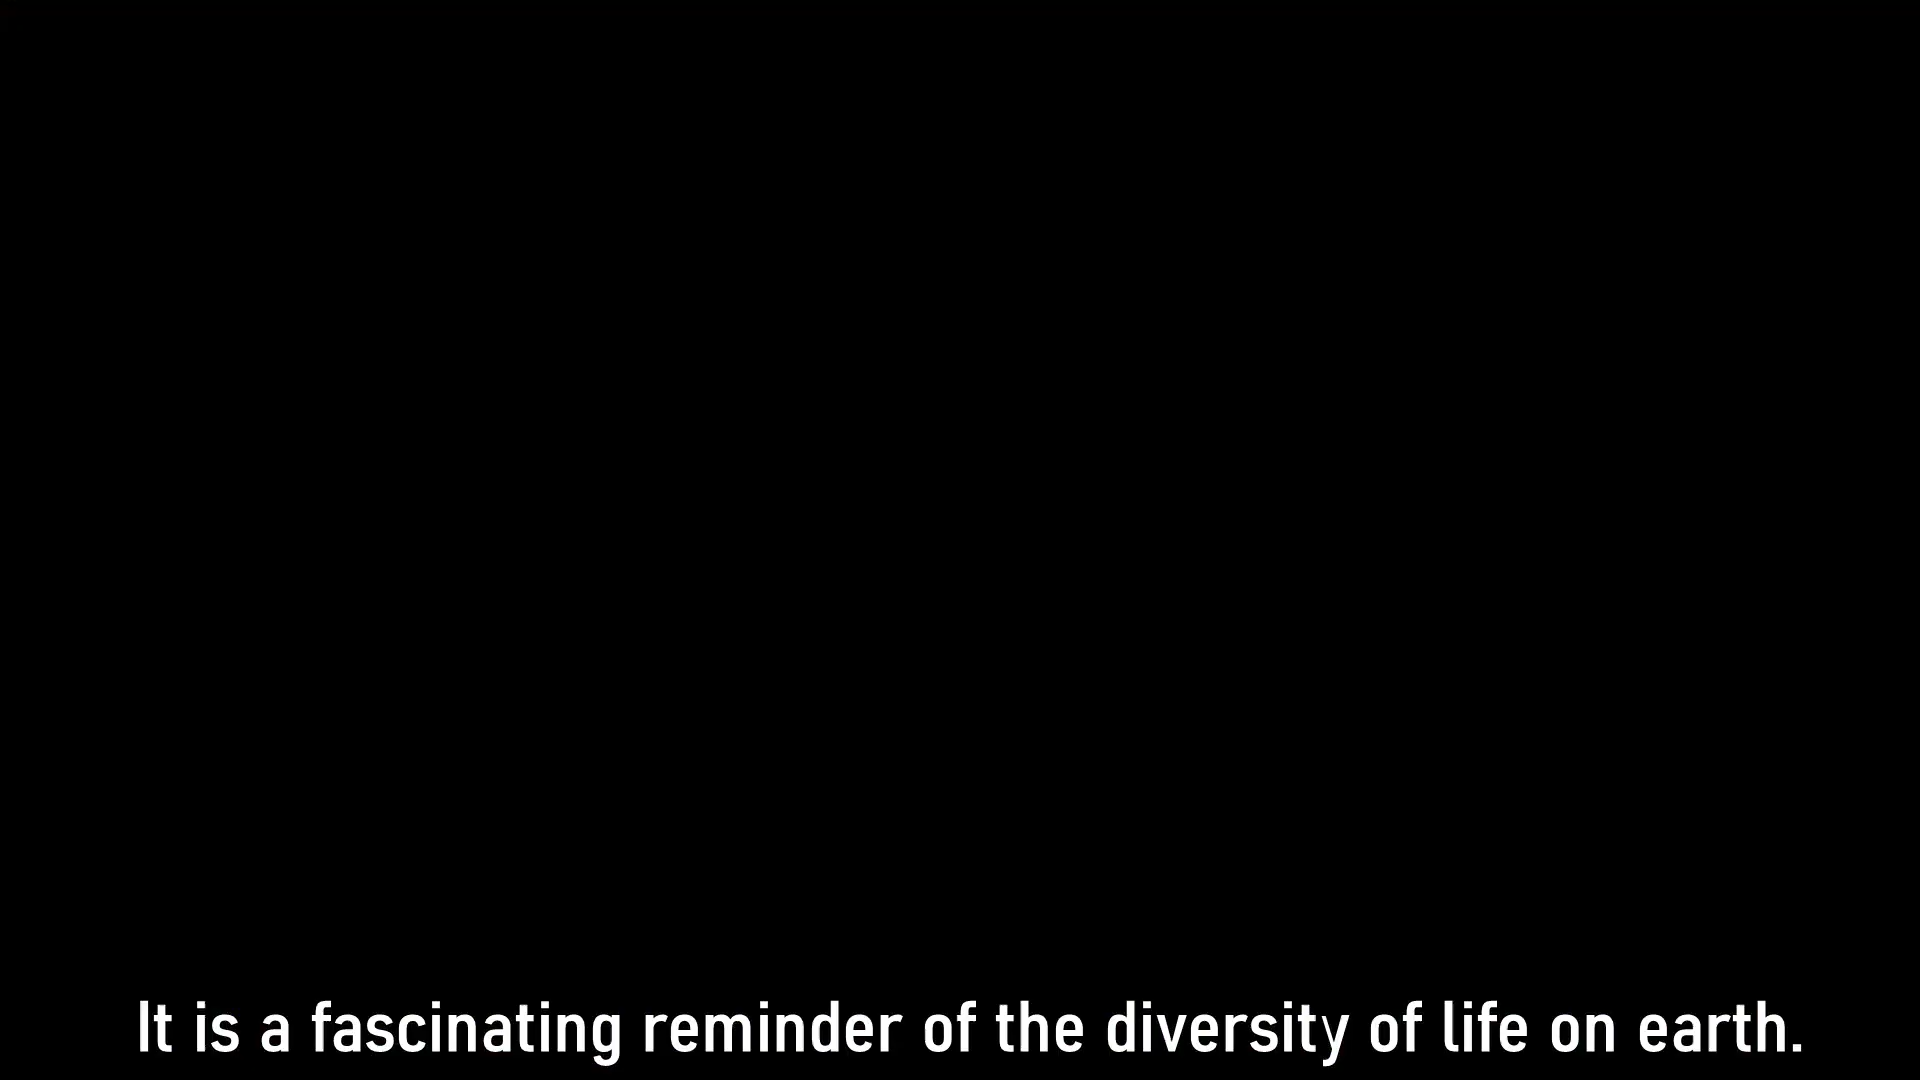 It is a fascinating reminder of the diversity of life on earth.